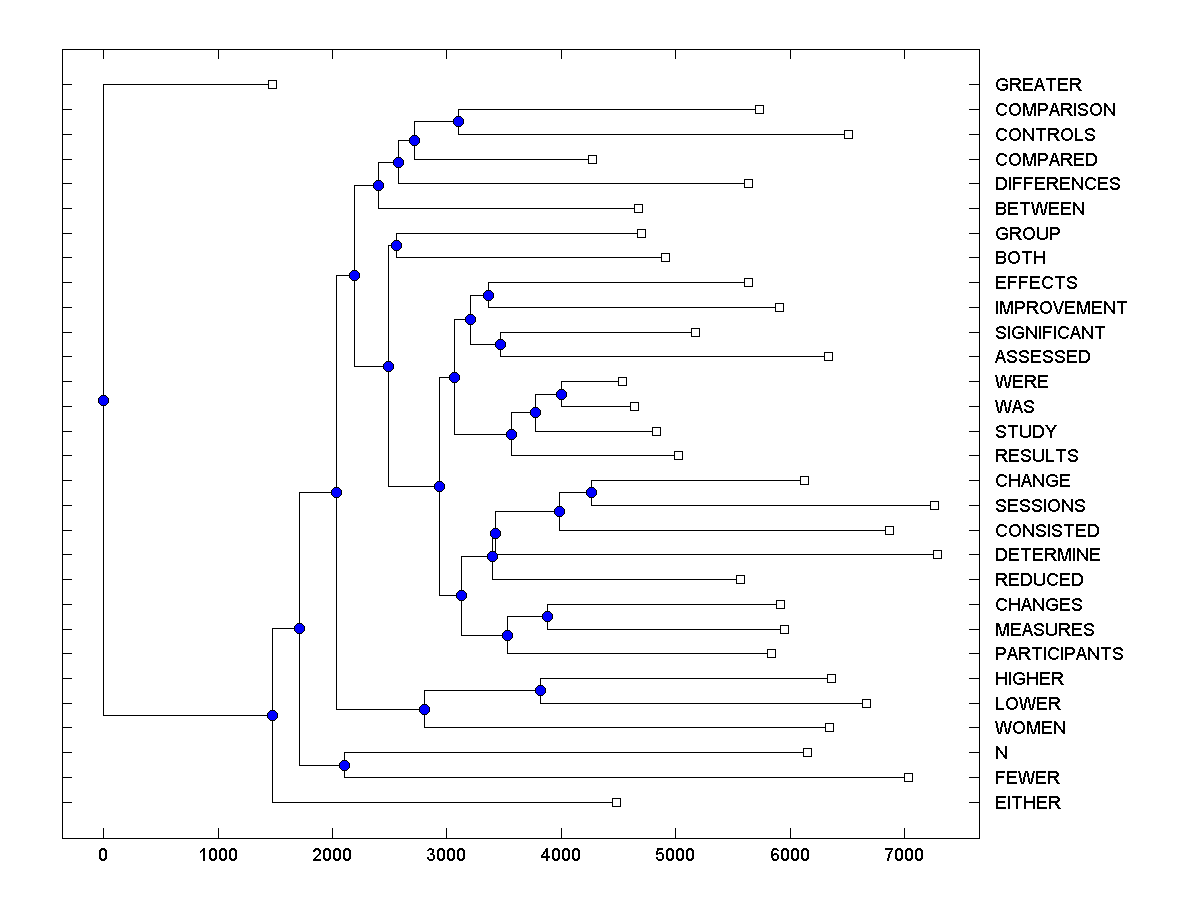 GREATER
COMPARISON
CONTROLS
COMPARED
DIFFERENCES
BETWEEN
GROUP
BOTH
EFFECTS
IMPROVEMENT
SIGNIFICANT
ASSESSED
WERE
WAS
STUDY
RESULTS
CHANGE
SESSIONS
CONSISTED
DETERMINE
REDUCED
CHANGES
MEASURES
PARTICIPANTS
HIGHER
LOWER
WOMEN
N
FEWER
EITHER
0 1000 2000 3000 4000 5000 6000 7000